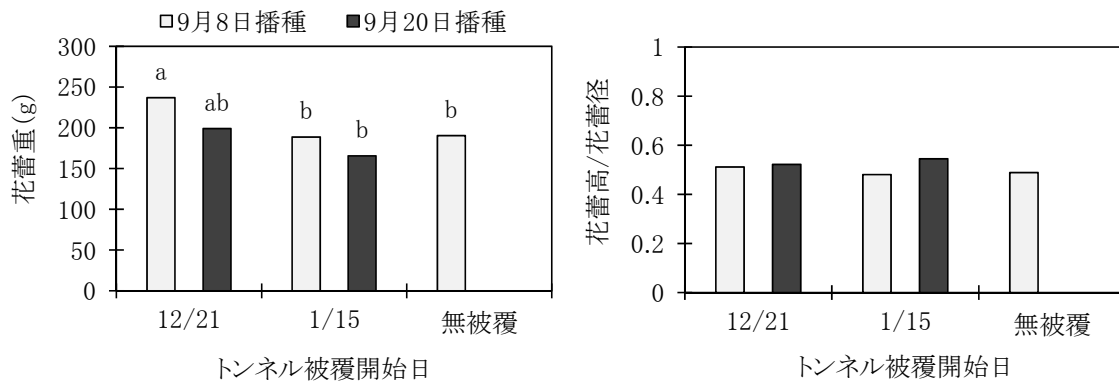 □9月8日播種 ■9月20日播種
花蕾重(g)
300
250
200
150
100
50
0
a
ab
b
b
b
12/21
1/15
無被覆
トンネル被覆開始日
花蕾高/花蕾径
1
0.8
0.6
0.4
0.2
0
12/21
1/15
無被覆
トンネル被覆開始日